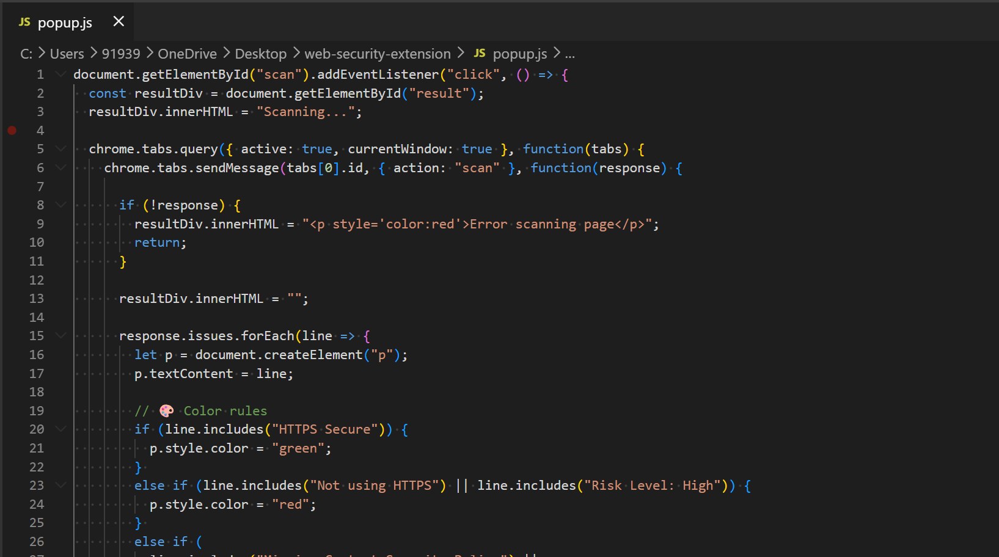 JS popup.js ×
C: > Users > 91939 > OneDrive > Desktop > web-security-extension > JS popup.js > ...
1 document.getElementById("scan").addEventListener("click", () => {
2   const resultDiv = document.getElementById("result");
3   resultDiv.innerHTML = "Scanning...";
4
5   chrome.tabs.query({ active: true, currentWindow: true }, function(tabs) {
6     chrome.tabs.sendMessage(tabs[0].id, { action: "scan" }, function(response) {
7
8       if (!response) {
9         resultDiv.innerHTML = "<p style='color:red'>Error scanning page</p>";
10         return;
11       }
12
13       resultDiv.innerHTML = "";
14
15       response.issues.forEach(line => {
16         let p = document.createElement("p");
17         p.textContent = line;
18
19         // 🎨 Color rules
20         if (line.includes("HTTPS Secure")) {
21           p.style.color = "green";
22         }
23         else if (line.includes("Not using HTTPS") || line.includes("Risk Level: High")) {
24           p.style.color = "red";
25         }
26         else if (